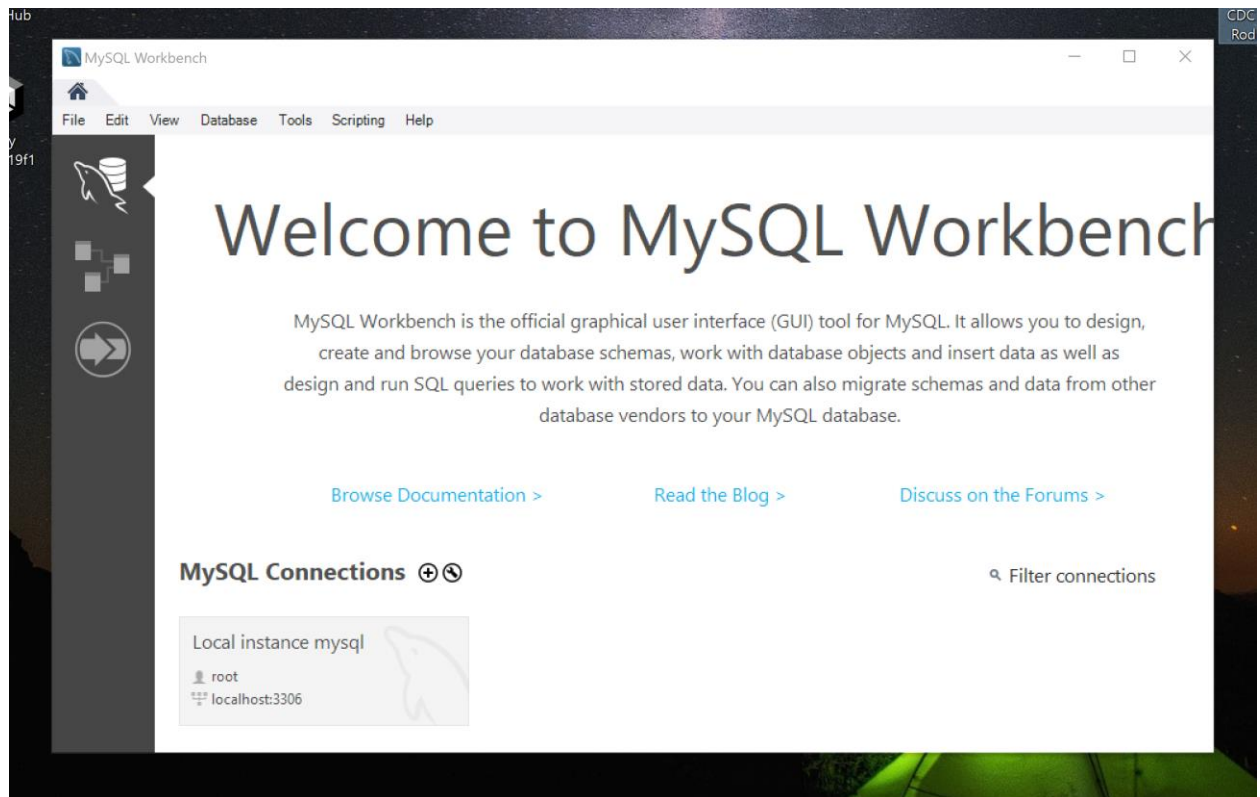 Hub
CDC
Rod
MySQL Workbench
File Edit View Database Tools Scripting Help
y
19f1
Welcome to MySQL Workbench
MySQL Workbench is the official graphical user interface (GUI) tool for MySQL. It allows you to design,
create and browse your database schemas, work with database objects and insert data as well as
design and run SQL queries to work with stored data. You can also migrate schemas and data from other
database vendors to your MySQL database.
Browse Documentation > Read the Blog > Discuss on the Forums >
MySQL Connections Filter connections
Local instance mysql
root
localhost:3306